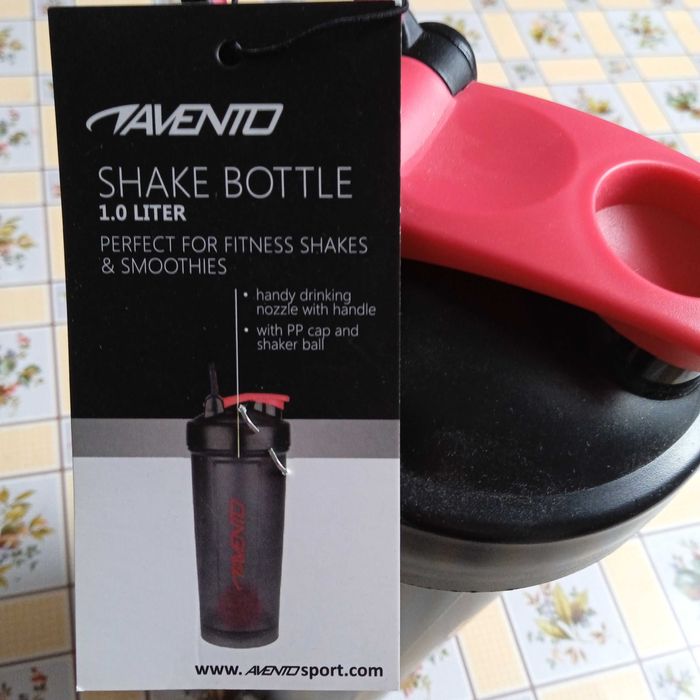 AVENTO
SHAKE BOTTLE
1.0 LITER
PERFECT FOR FITNESS SHAKES
& SMOOTHIES
• handy drinking
nozzle with handle
• with PP cap and
shaker ball
AVENTO
www.AVENTOsport.com